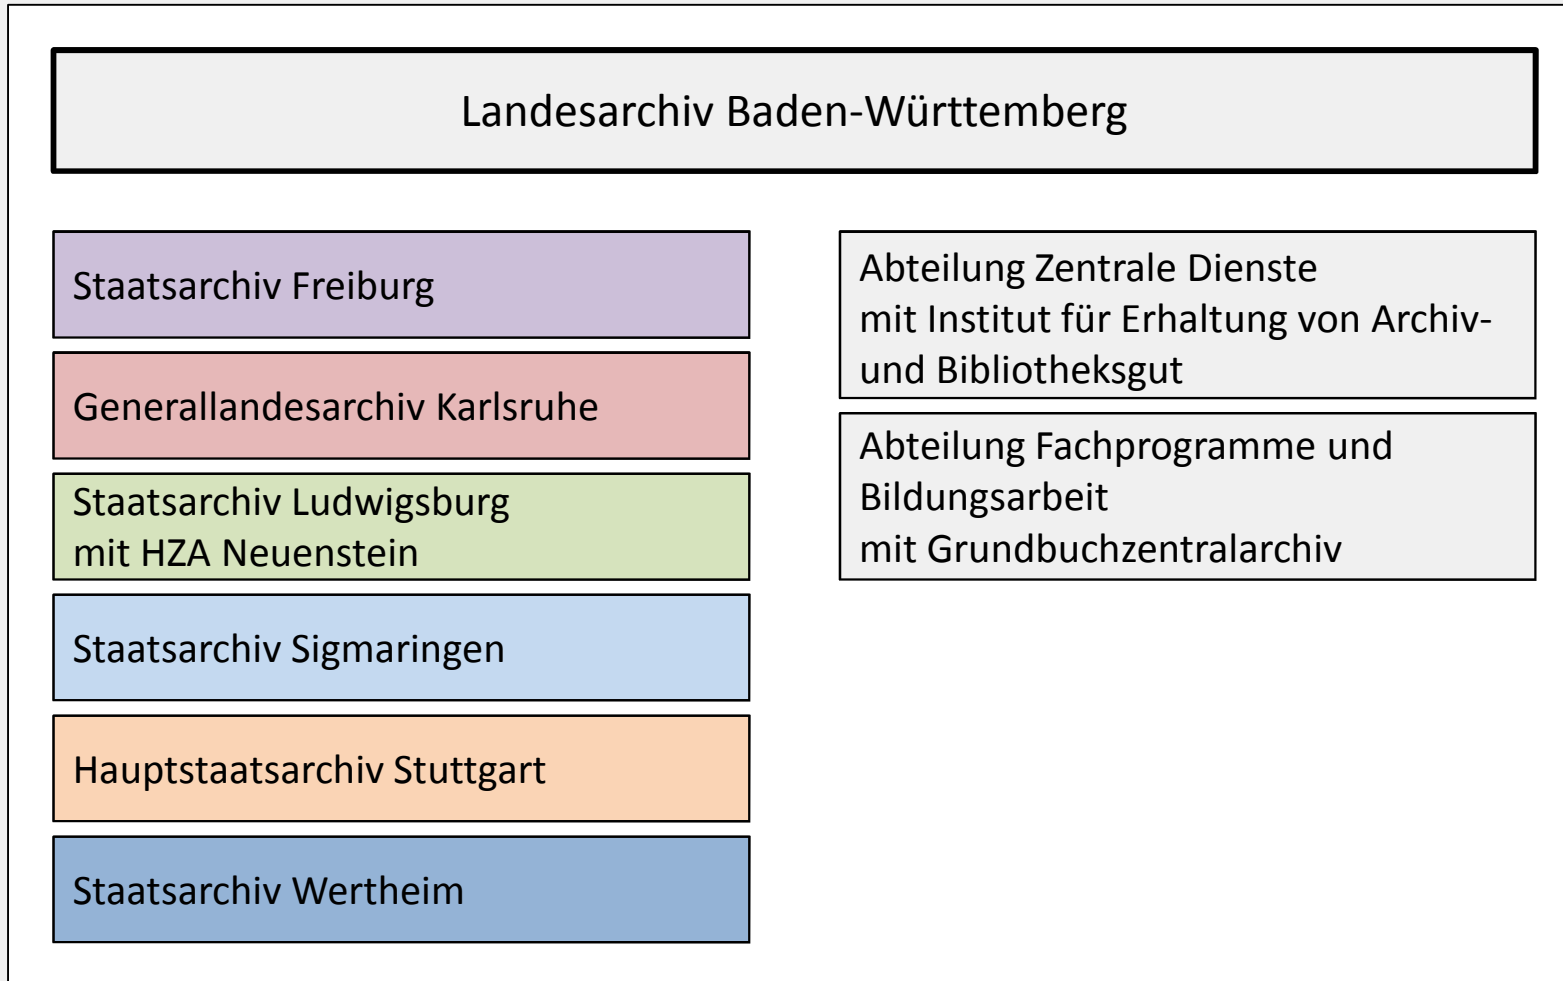 Landesarchiv Baden-Württemberg
Staatsarchiv Freiburg
Generallandesarchiv Karlsruhe
Staatsarchiv Ludwigsburg
mit HZA Neuenstein
Staatsarchiv Sigmaringen
Hauptstaatsarchiv Stuttgart
Staatsarchiv Wertheim
Abteilung Zentrale Dienste
mit Institut für Erhaltung von Archiv-
und Bibliotheksgut
Abteilung Fachprogramme und
Bildungsarbeit
mit Grundbuchzentralarchiv